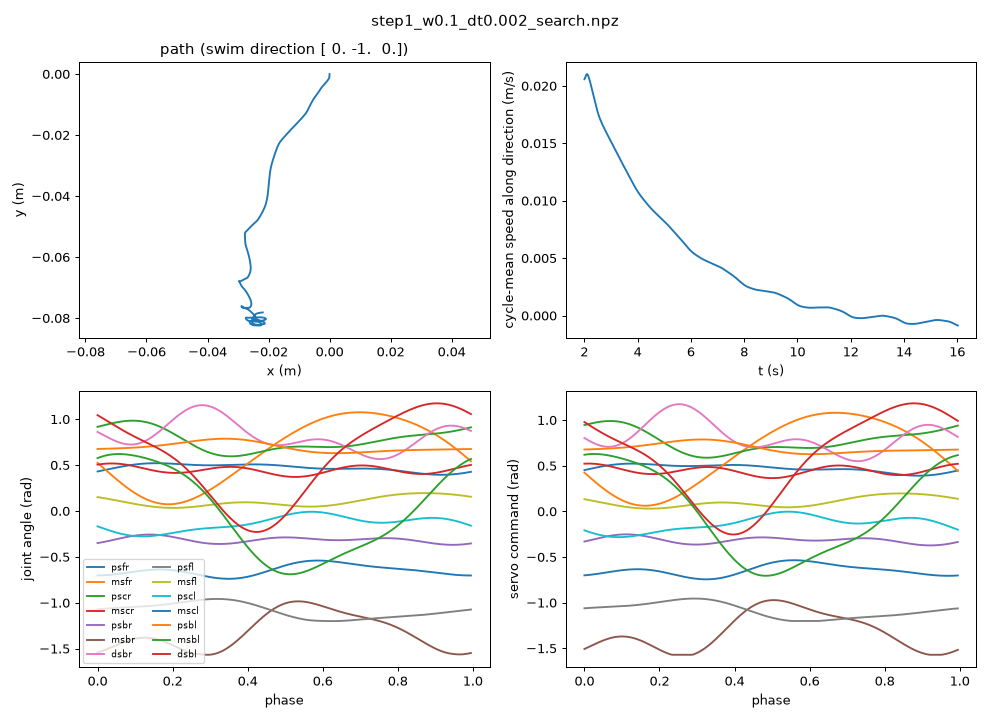 step1_w0.1_dt0.002_search.npz
path (swim direction [ 0. -1.  0.])
0.00
−0.02
−0.04
−0.06
−0.08
y (m)
−0.08 −0.06 −0.04 −0.02 0.00 0.02 0.04
x (m)
0.020
0.015
0.010
0.005
0.000
cycle-mean speed along direction (m/s)
2 4 6 8 10 12 14 16
t (s)
1.0
0.5
0.0
−0.5
−1.0
−1.5
joint angle (rad)
psfr psfl
msfr msfl
pscr pscl
mscr mscl
psbr psbl
msbr msbl
dsbr dsbl
0.0 0.2 0.4 0.6 0.8 1.0
phase
1.0
0.5
0.0
−0.5
−1.0
−1.5
servo command (rad)
0.0 0.2 0.4 0.6 0.8 1.0
phase